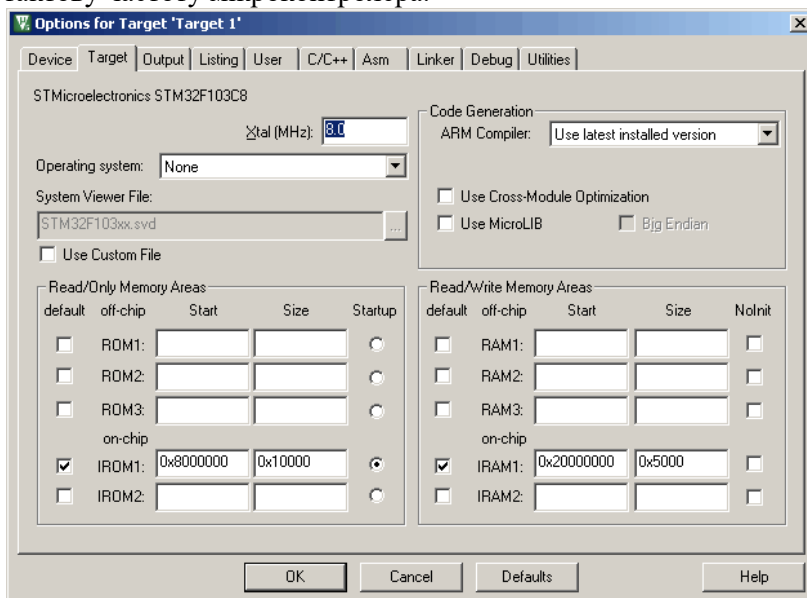 тактову частоту мікроконтролера.
Options for Target 'Target 1'
Device Target Output Listing User C/C++ Asm Linker Debug Utilities
STMicroelectronics STM32F103C8
Xtal (MHz): 8.0
Operating system: None
System Viewer File:
STM32F103xx.svd ...
Use Custom File
Code Generation
ARM Compiler: Use latest installed version
Use Cross-Module Optimization
Use MicroLIB Big Endian
Read/Only Memory Areas
default off-chip Start Size Startup
ROM1:
ROM2:
ROM3:
on-chip
IROM1: 0x8000000 0x10000
IROM2:
Read/Write Memory Areas
default off-chip Start Size NoInit
RAM1:
RAM2:
RAM3:
on-chip
IRAM1: 0x20000000 0x5000
IRAM2:
OK Cancel Defaults Help